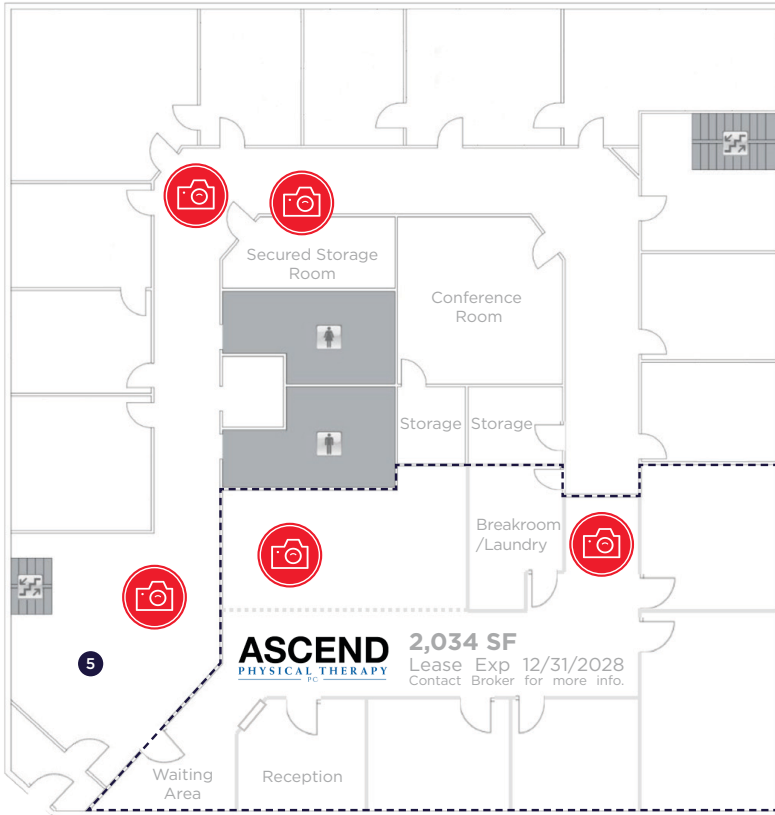 Secured Storage
Room
Conference
Room
Storage
Storage
Breakroom
/Laundry
5
ASCEND
PHYSICAL THERAPY
PC
2,034 SF
Lease Exp 12/31/2028
Contact Broker for more info.
Waiting
Area
Reception